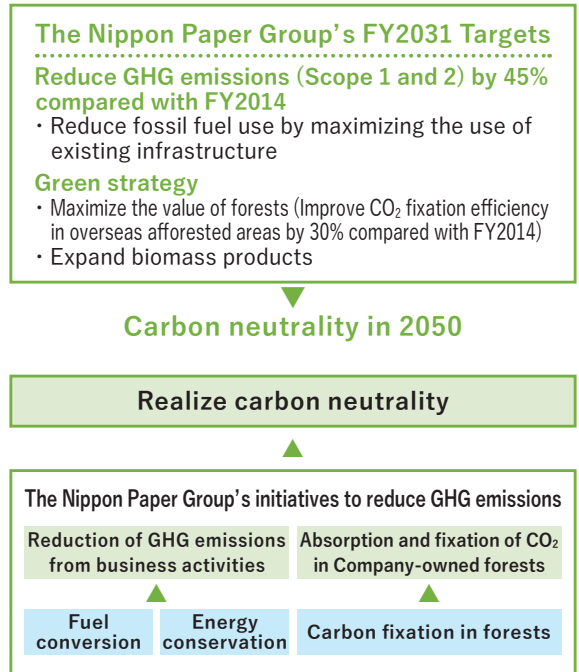 The Nippon Paper Group's FY2031 Targets
Reduce GHG emissions (Scope 1 and 2) by 45%
compared with FY2014
・Reduce fossil fuel use by maximizing the use of
existing infrastructure
Green strategy
・Maximize the value of forests (Improve CO₂ fixation efficiency
in overseas afforested areas by 30% compared with FY2014)
・Expand biomass products
Carbon neutrality in 2050
Realize carbon neutrality
The Nippon Paper Group's initiatives to reduce GHG emissions
Reduction of GHG emissions
from business activities
Absorption and fixation of CO₂
in Company-owned forests
Fuel
conversion
Energy
conservation
Carbon fixation in forests